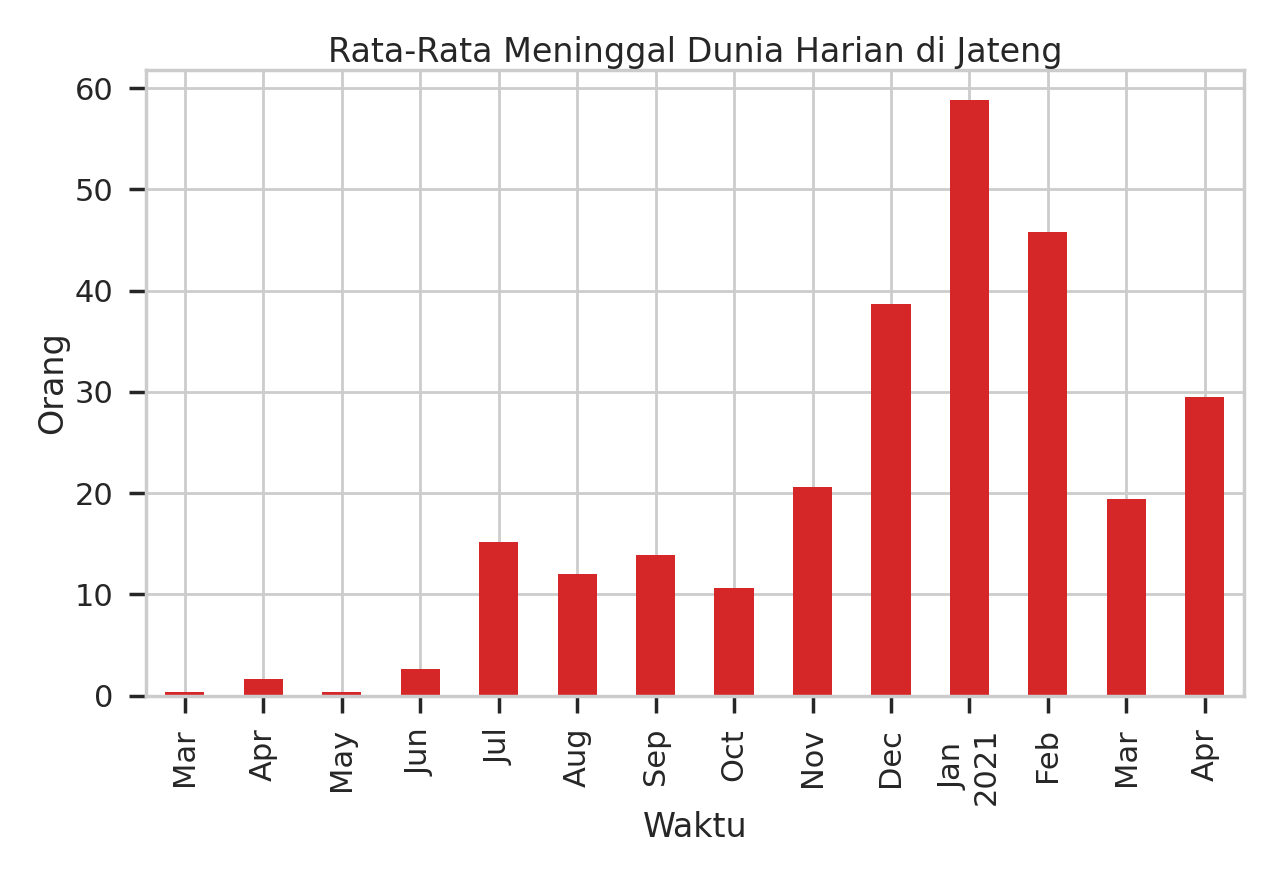 Rata-Rata Meninggal Dunia Harian di Jateng
60
50
40
30
20
10
0
Orang
Mar
Apr
May
Jun
Jul
Aug
Sep
Oct
Nov
Dec
Jan
2021
Feb
Mar
Apr
Waktu